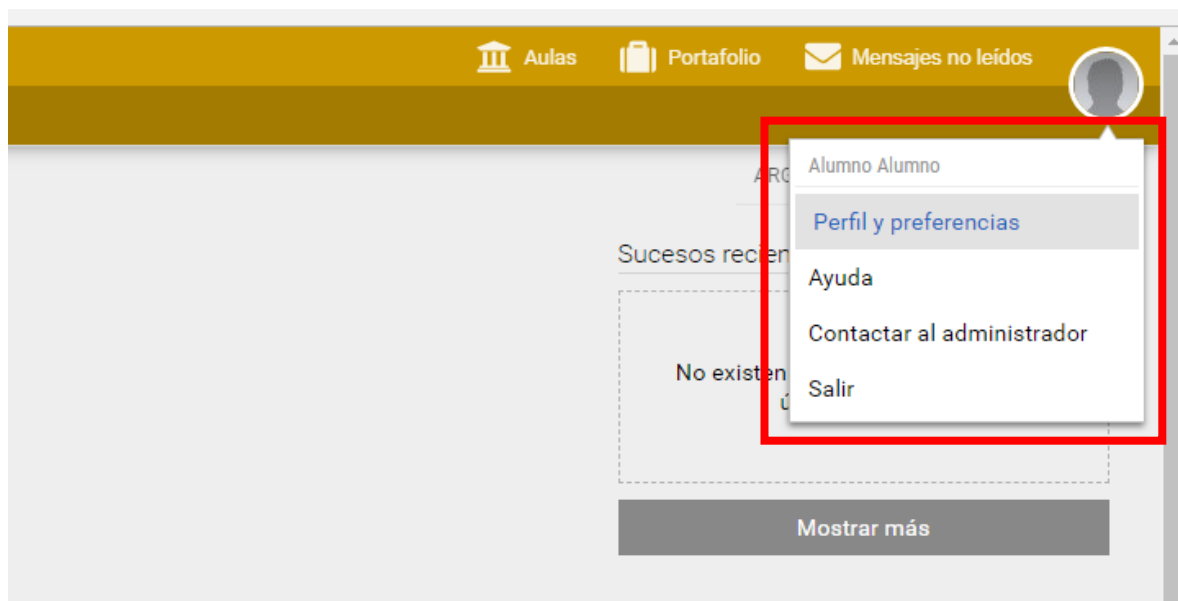 Aulas
Portafolio
Mensajes no leídos
Alumno Alumno
Perfil y preferencias
Sucesos
Ayuda
Contactar al administrador
No existen
Salir
Mostrar más